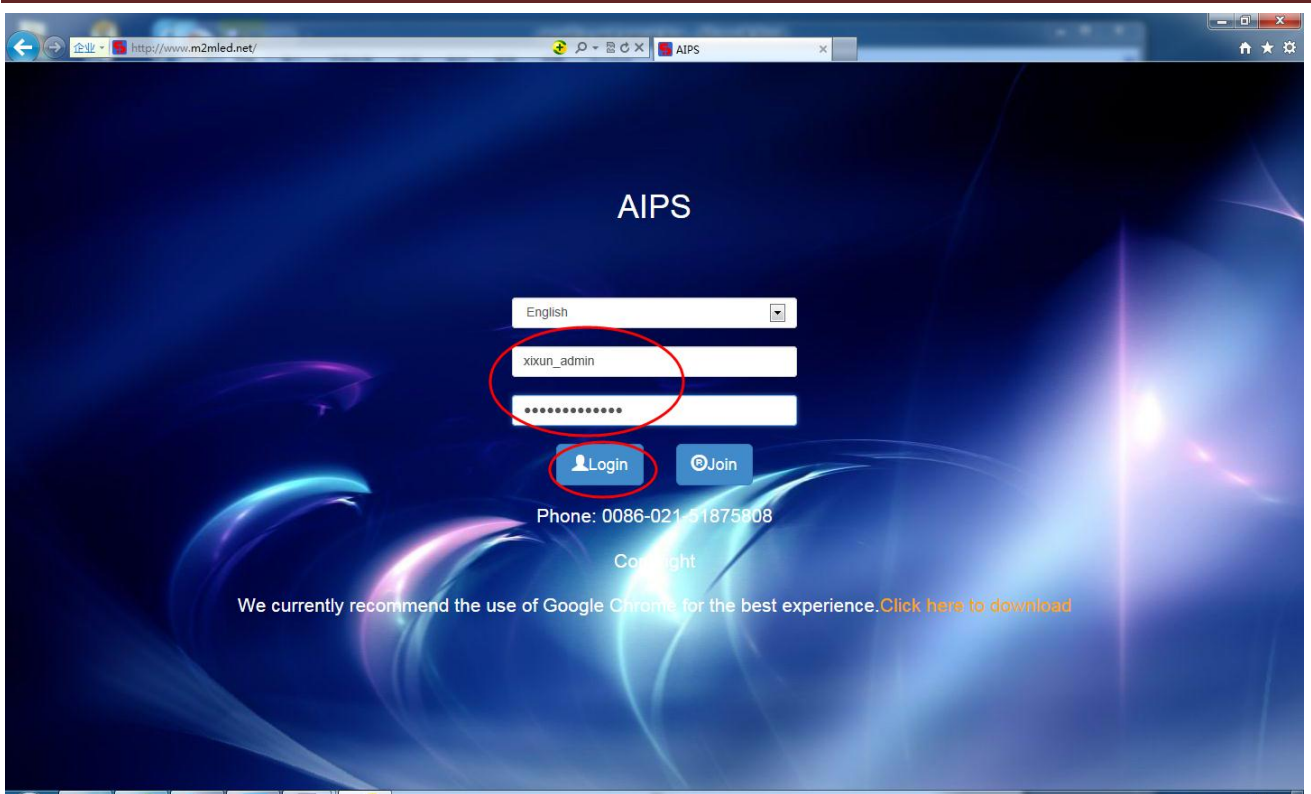 企业 http://www.m2mled.net/ AIPS
AIPS
English
xixun_admin
•••••••••••••
Login Join
Phone: 0086-021-51875808
Copyright
We currently recommend the use of Google Chrome for the best experience.Click here to download